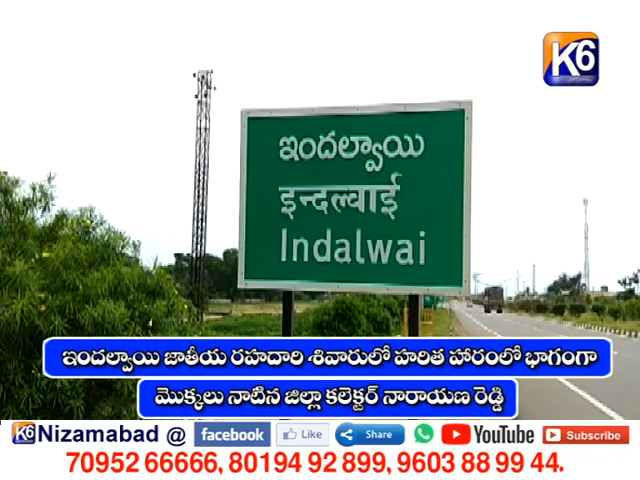 K6
ఇందల్వాయి
इन्दलवाई
Indalwai
ఇందల్వాయి జాతీయ రహదారి శివారులో హరిత హారంలో భాగంగా
మొక్కలు నాటిన జిల్లా కలెక్టర్ నారాయణ రెడ్డి
K6 Nizamabad @ facebook Like Share YouTube Subscribe
70952 66666, 80194 92 899, 9603 88 99 44.